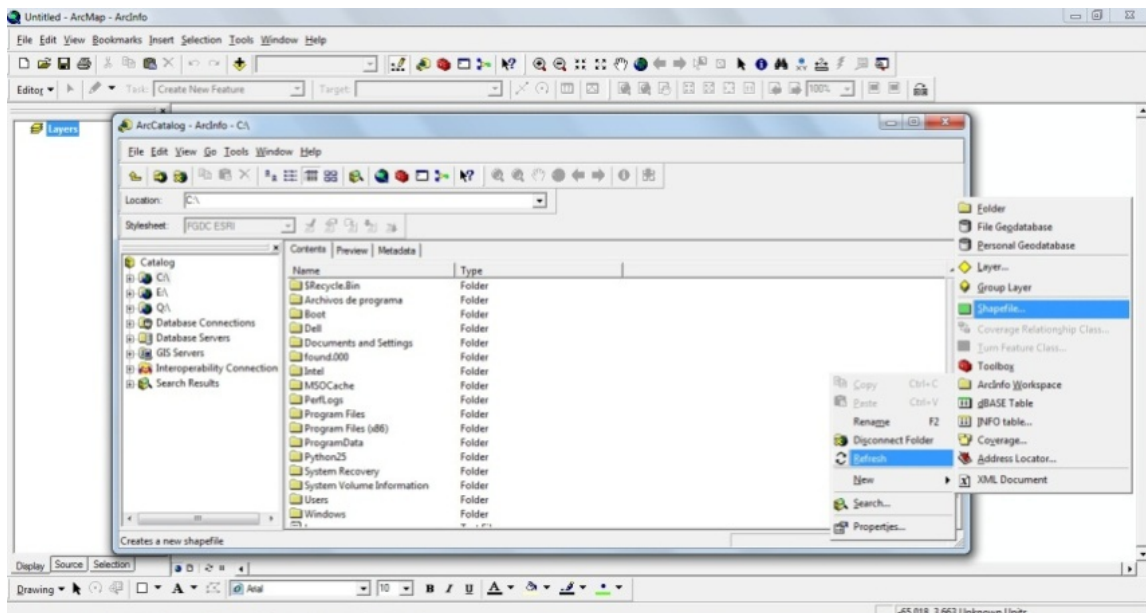 Untitled - ArcMap - ArcInfo
File Edit View Bookmarks Insert Selection Tools Window Help
Editor Task: Create New Feature Target: 100%
Layers
ArcCatalog - ArcInfo - C:\
File Edit View Go Tools Window Help
Location: C:\
Stylesheet: FGDC ESRI
Catalog
C:\
E:\
Q:\
Database Connections
Database Servers
GIS Servers
Interoperability Connection
Search Results
Contents Preview Metadata
Name Type
$Recycle.Bin Folder
Archivos de programa Folder
Boot Folder
Dell Folder
Documents and Settings Folder
found.000 Folder
Intel Folder
MSOCache Folder
PerfLogs Folder
Program Files Folder
Program Files (x86) Folder
ProgramData Folder
Python25 Folder
System Recovery Folder
System Volume Information Folder
Users Folder
Windows Folder
Copy Ctrl+C
Paste Ctrl+V
Rename F2
Disconnect Folder
Refresh
New
Search...
Properties...
Folder
File Geodatabase
Personal Geodatabase
Layer...
Group Layer
Shapefile...
Coverage Relationship Class...
Turn Feature Class...
Toolbox
ArcInfo Workspace
dBASE Table
INFO table...
Coverage...
Address Locator...
XML Document
Creates a new shapefile
Display Source Selection
Drawing A Arial 10 B I U A
-65,018 3,662 Unknown Units